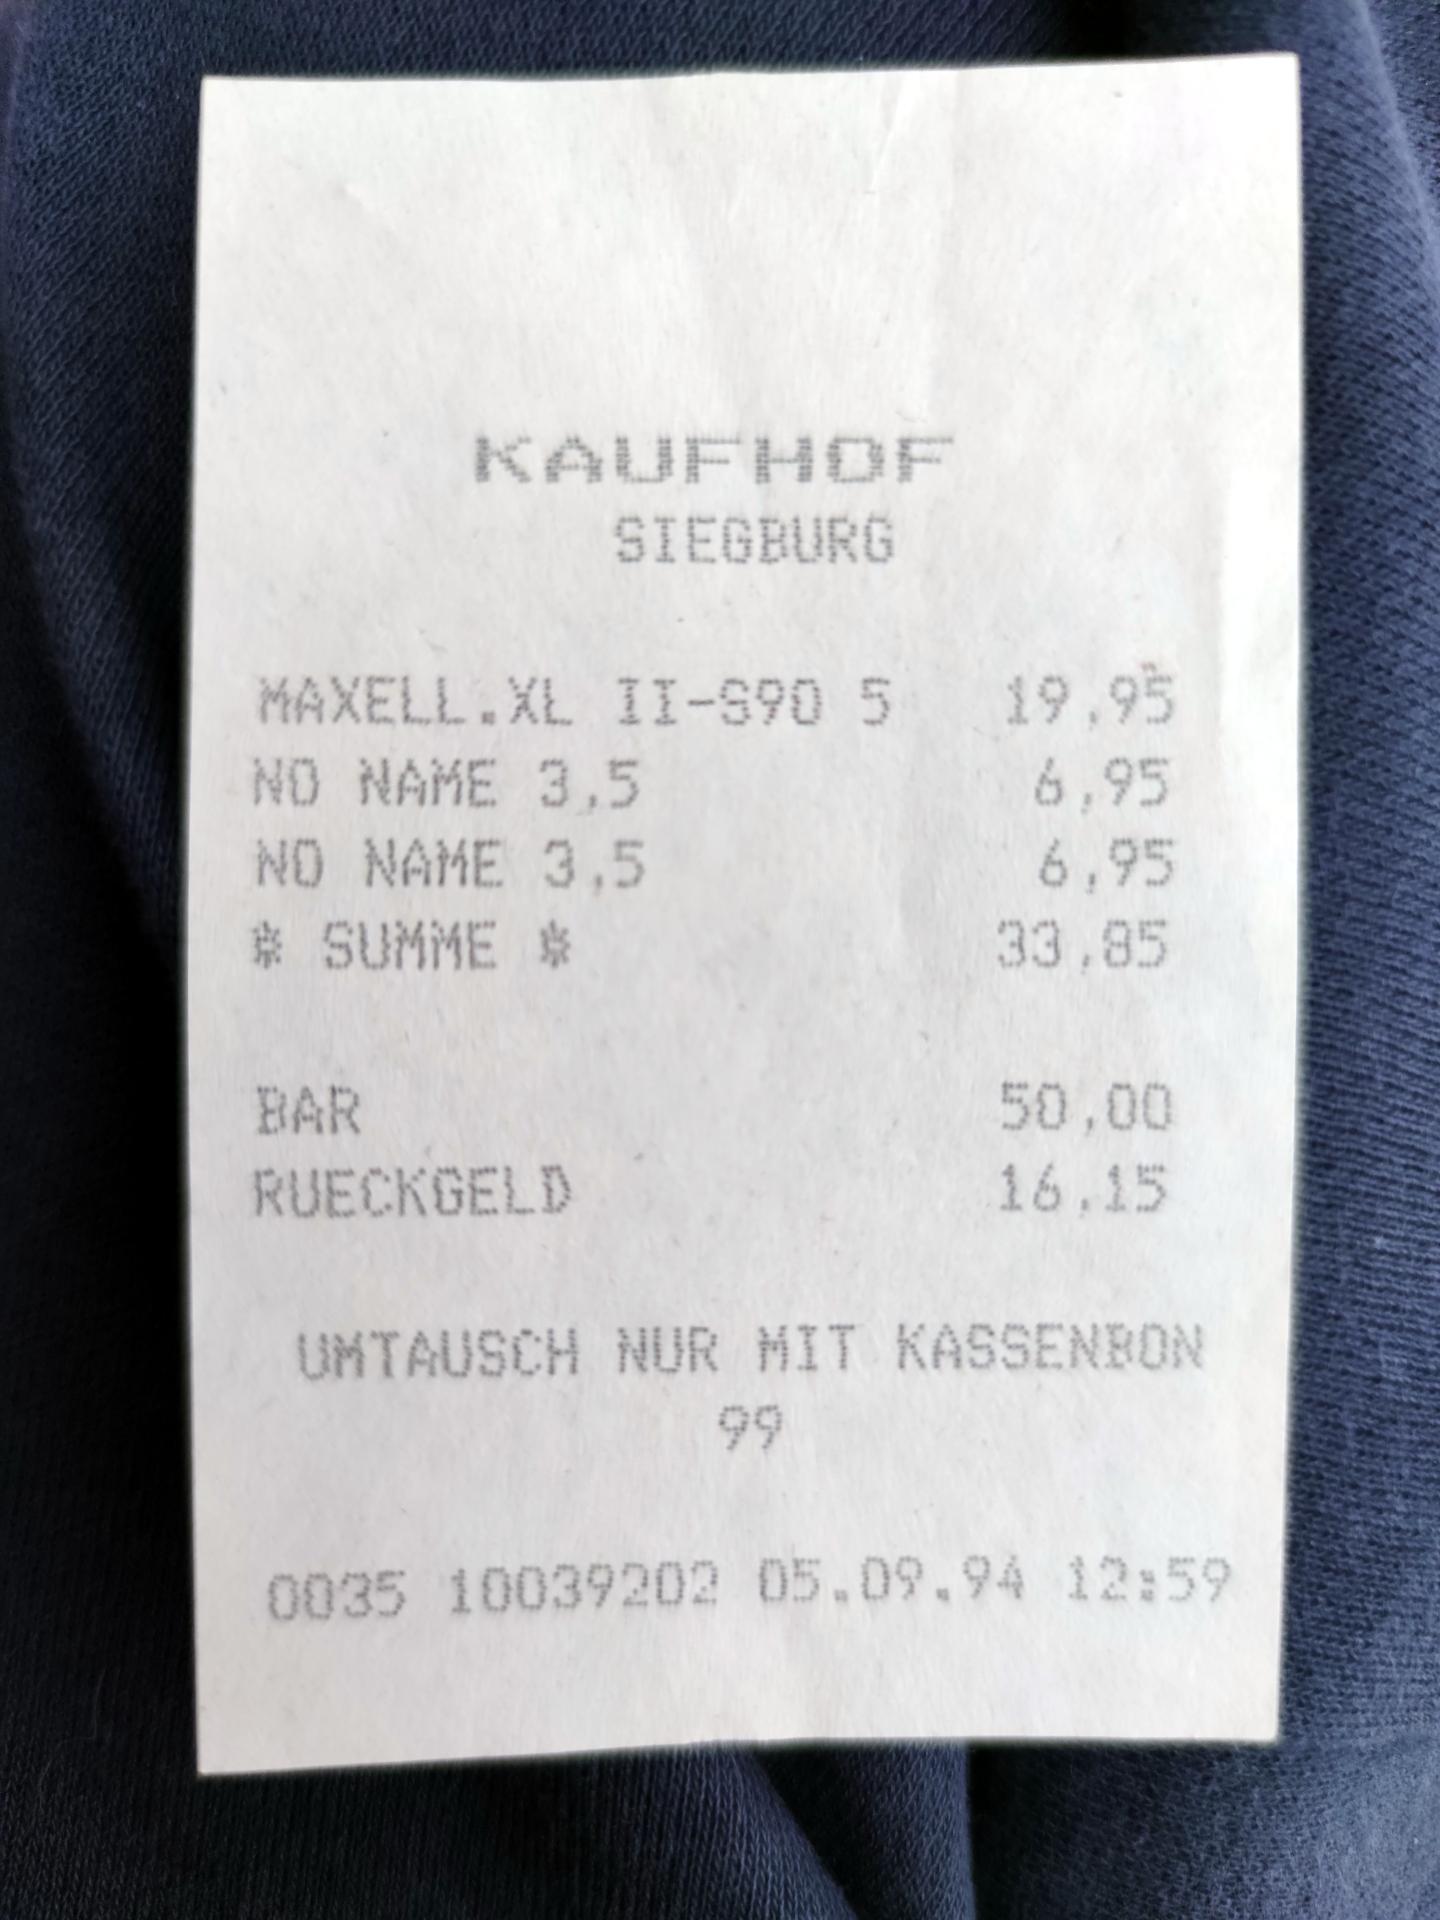 KAUFHOF
SIEGBURG
MAXELL.XL II-S90 5 19,95
NO NAME 3,5 6,95
NO NAME 3,5 6,95
* SUMME * 33,85
BAR 50,00
RUECKGELD 16,15
UMTAUSCH NUR MIT KASSENBON
99
0035 10039202 05.09.94 12:59